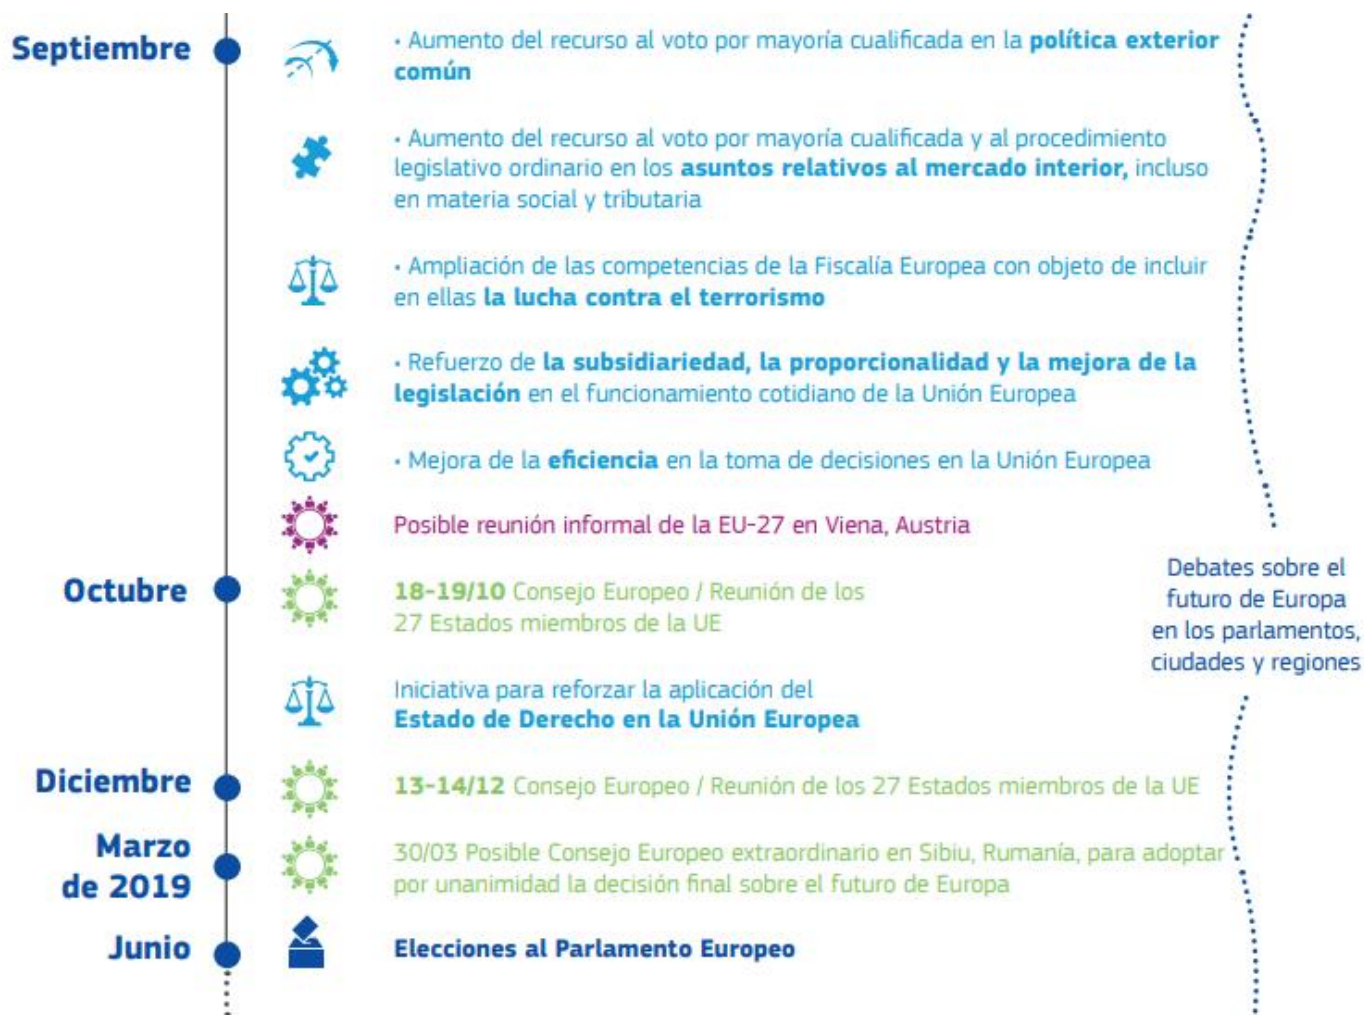 Septiembre
• Aumento del recurso al voto por mayoría cualificada en la política exterior
común
• Aumento del recurso al voto por mayoría cualificada y al procedimiento
legislativo ordinario en los asuntos relativos al mercado interior, incluso
en materia social y tributaria
• Ampliación de las competencias de la Fiscalía Europea con objeto de incluir
en ellas la lucha contra el terrorismo
• Refuerzo de la subsidiariedad, la proporcionalidad y la mejora de la
legislación en el funcionamiento cotidiano de la Unión Europea
• Mejora de la eficiencia en la toma de decisiones en la Unión Europea
Posible reunión informal de la EU-27 en Viena, Austria
Octubre
18-19/10 Consejo Europeo / Reunión de los
27 Estados miembros de la UE
Iniciativa para reforzar la aplicación del
Estado de Derecho en la Unión Europea
Diciembre
13-14/12 Consejo Europeo / Reunión de los 27 Estados miembros de la UE
Marzo
de 2019
30/03 Posible Consejo Europeo extraordinario en Sibiu, Rumanía, para adoptar
por unanimidad la decisión final sobre el futuro de Europa
Junio
Elecciones al Parlamento Europeo
Debates sobre el
futuro de Europa
en los parlamentos,
ciudades y regiones